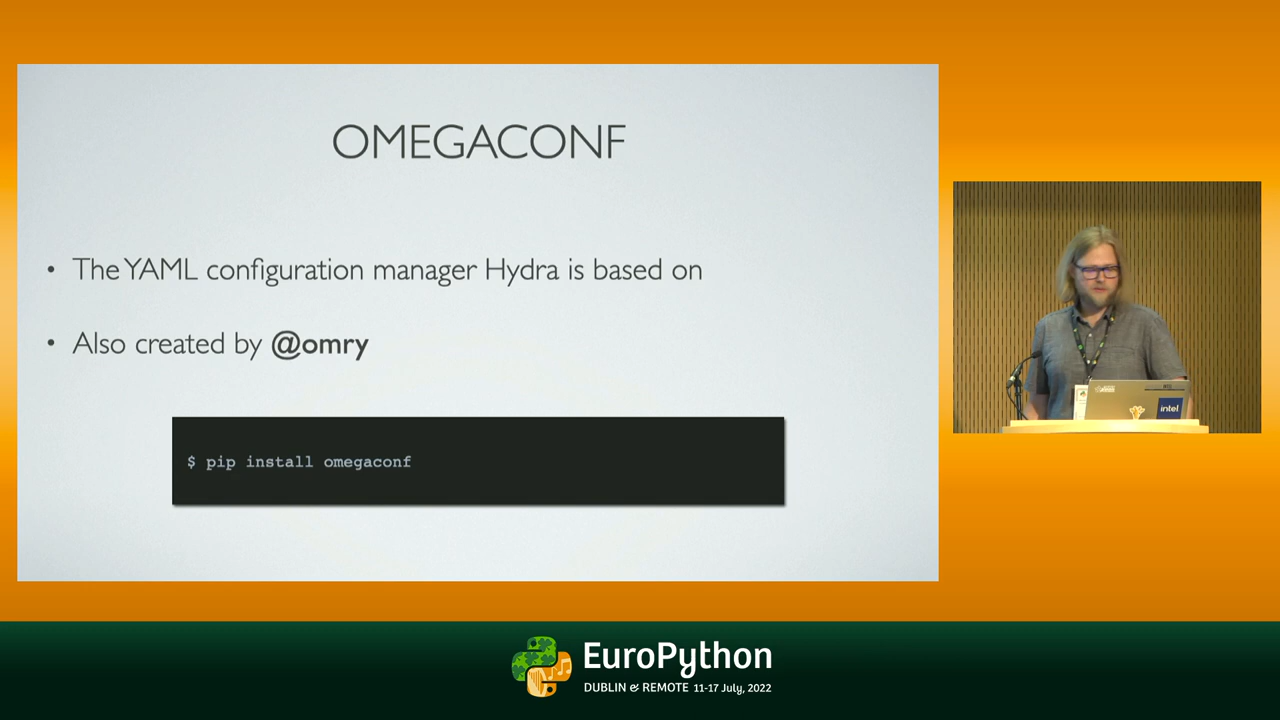 OMEGACONF
• The YAML configuration manager Hydra is based on
• Also created by @omry
$ pip install omegaconf
intel
EuroPython
DUBLIN & REMOTE 11-17 July, 2022